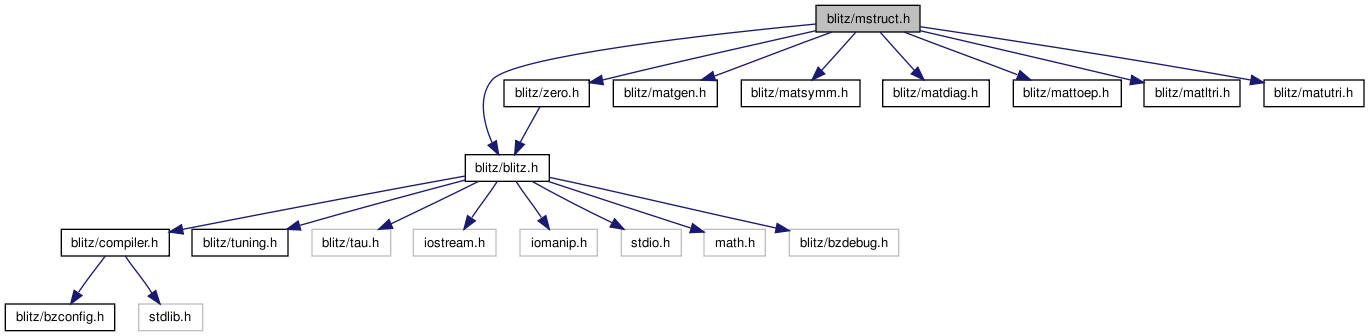 blitz/mstruct.h
blitz/zero.h
blitz/matgen.h
blitz/matsymm.h
blitz/matdiag.h
blitz/mattoep.h
blitz/matltri.h
blitz/matutri.h
blitz/blitz.h
blitz/compiler.h
blitz/tuning.h
blitz/tau.h
iostream.h
iomanip.h
stdio.h
math.h
blitz/bzdebug.h
blitz/bzconfig.h
stdlib.h